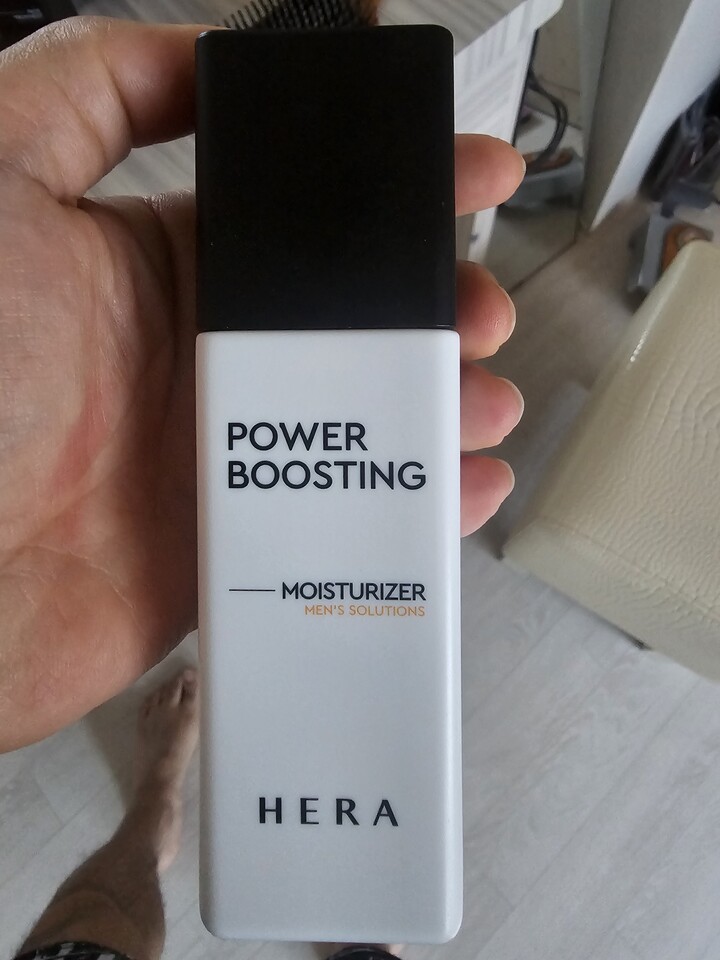 POWER
BOOSTING
MOISTURIZER
MEN'S SOLUTIONS
HERA